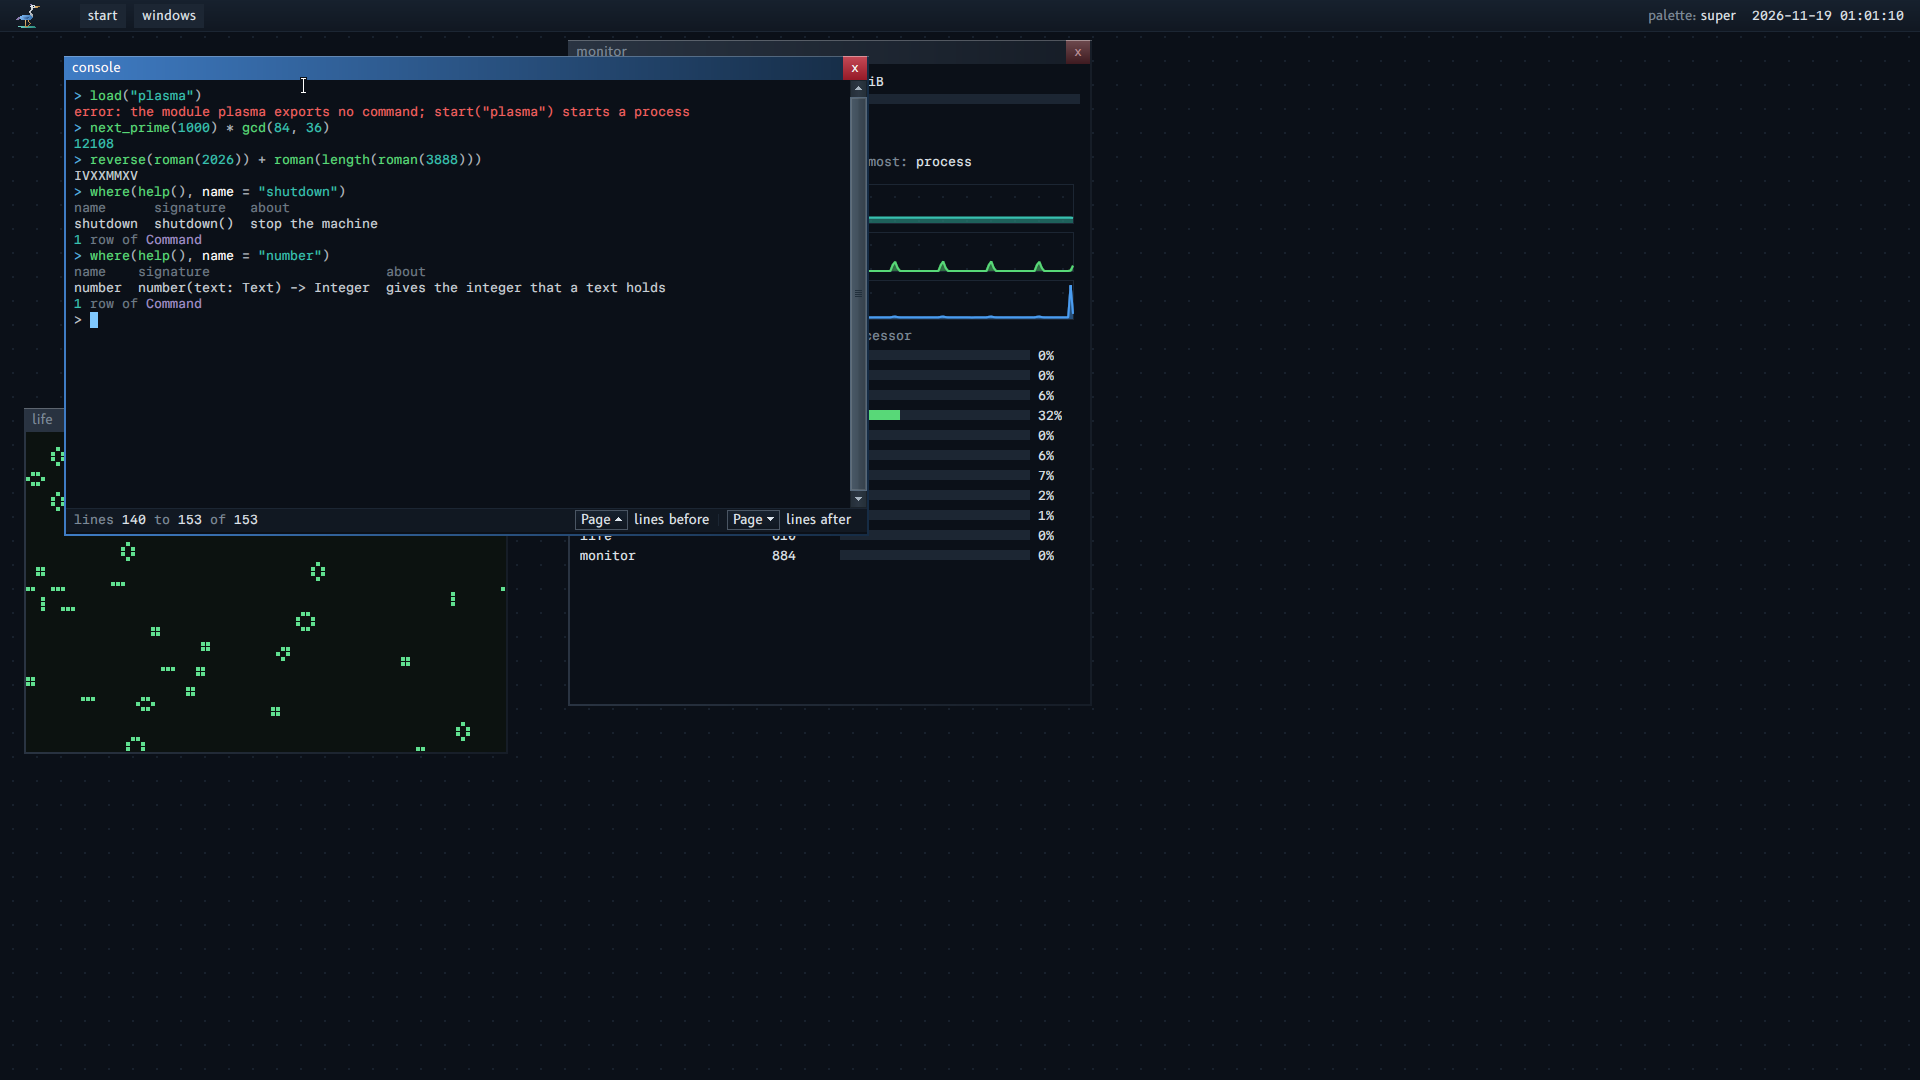 start windows palette: super 2026-11-19 01:01:10
monitor x
console x
iB
> load("plasma")
error: the module plasma exports no command; start("plasma") starts a process
> next_prime(1000) * gcd(84, 36)
12108
> reverse(roman(2026)) + roman(length(roman(3888)))
IVXXMMXV
> where(help(), name = "shutdown")
name signature about
shutdown shutdown() stop the machine
1 row of Command
> where(help(), name = "number")
name signature about
number number(text: Text) -> Integer gives the integer that a text holds
1 row of Command
>
lines 140 to 153 of 153 Page lines before Page lines after
most: process
cessor
0%
0%
6%
32%
0%
6%
7%
2%
1%
0%
monitor 884 0%
life